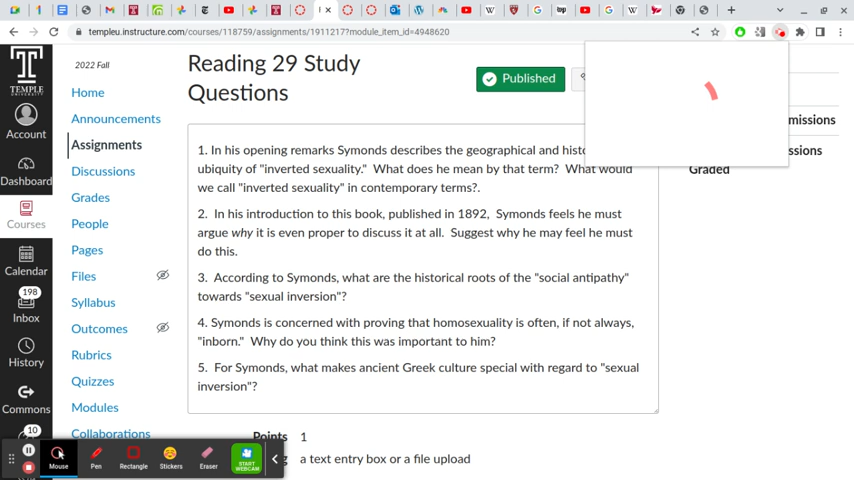 templeu.instructure.com/courses/118759/assignments/1911217?module_item_id=4948620
TEMPLE
UNIVERSITY
Account
Dashboard
Courses
Calendar
198
Inbox
History
Commons
10
2022 Fall
Home
Announcements
Assignments
Discussions
Grades
People
Pages
Files
Syllabus
Outcomes
Rubrics
Quizzes
Modules
Collaborations
Reading 29 Study
Questions
Published
1. In his opening remarks Symonds describes the geographical and
ubiquity of "inverted sexuality." What does he mean by that term? What would
we call "inverted sexuality" in contemporary terms?.
2. In his introduction to this book, published in 1892, Symonds feels he must
argue why it is even proper to discuss it at all. Suggest why he may feel he must
do this.
3. According to Symonds, what are the historical roots of the "social antipathy"
towards "sexual inversion"?
4. Symonds is concerned with proving that homosexuality is often, if not always,
"inborn." Why do you think this was important to him?
5. For Symonds, what makes ancient Greek culture special with regard to "sexual
inversion"?
Points 1
a text entry box or a file upload
missions
ssions
Graded
Mouse
Pen
Rectangle
Stickers
Eraser
START
WEBCAM